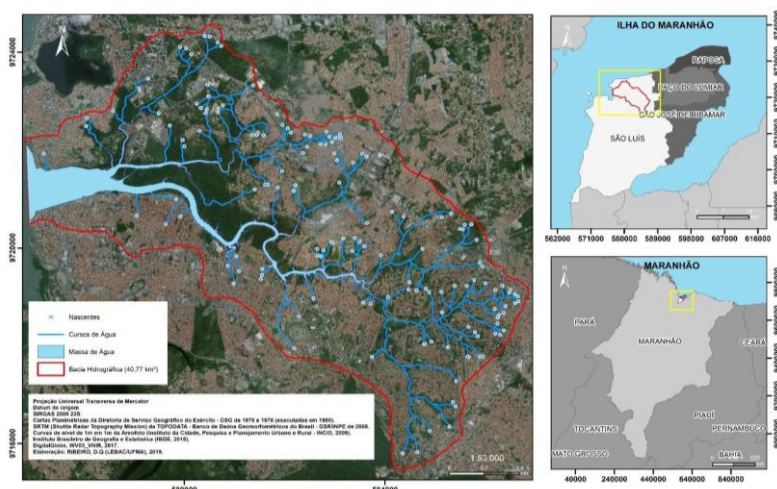 9724000
9720000
9716000
580000
584000
N
Nascentes
Cursos de Água
Massa de Água
Bacia Hidrográfica (40,77 km²)
Projeção Universal Transversa de Mercator
Datum de origem
SIRGAS 2000 23S
Cartas Planimétricas da Diretoria de Serviço Geográfico do Exército - DSG de 1976 e 1978 (executadas em 1980).
SRTM (Shuttle Radar Topography Mission) da TOPODATA - Banco de Dados Geomorfométricos do Brasil - DSR/INPE de 2008.
Curvas de nível de 1m em 1m da Aerofoto (Instituto da Cidade, Pesquisa e Planejamento Urbano e Rural - INCID, 2009).
Instituto Brasileiro de Geografia e Estatística (IBGE, 2018).
DigitalGlobe, WV03_VNIR, 2017.
Elaboração: RIBEIRO, D.Q (LEBAC/UFMA), 2019.
1:53.000
ILHA DO MARANHÃO
N
RAPOSA
PAÇO DO LUMIAR
SÃO JOSÉ DE RIBAMAR
SÃO LUÍS
562000 571000 580000 589000 598000 607000 616000
MARANHÃO
N
PARÁ
MARANHÃO
CEARÁ
PIAUÍ
TOCANTINS
PERNAMBUCO
MATO GROSSO
BAHIA
40000 240000 440000 640000 840000